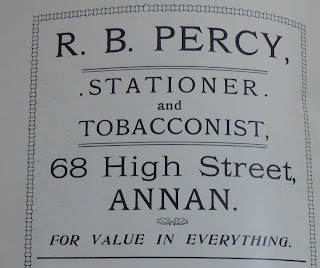 R. B. PERCY,
.STATIONER.
and
TOBACCONIST,
68 High Street,
ANNAN.
FOR VALUE IN EVERYTHING.